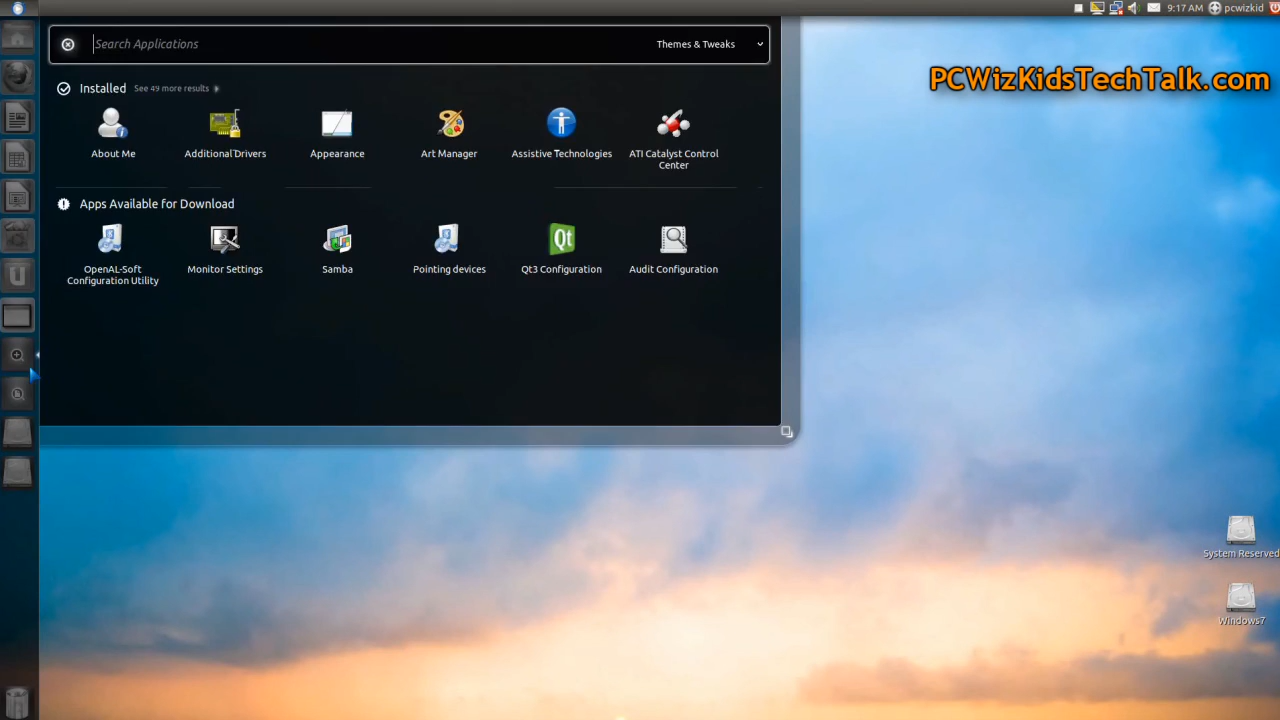 9:17 AM pcwizkid
Search Applications
Themes & Tweaks
PCWizKidsTechTalk.com
Installed See 49 more results
About Me
Additional Drivers
Appearance
Art Manager
Assistive Technologies
ATI Catalyst Control
Center
Apps Available for Download
OpenAL-Soft
Configuration Utility
Monitor Settings
Samba
Pointing devices
Qt
Qt3 Configuration
Audit Configuration
System Reserved
Windows7